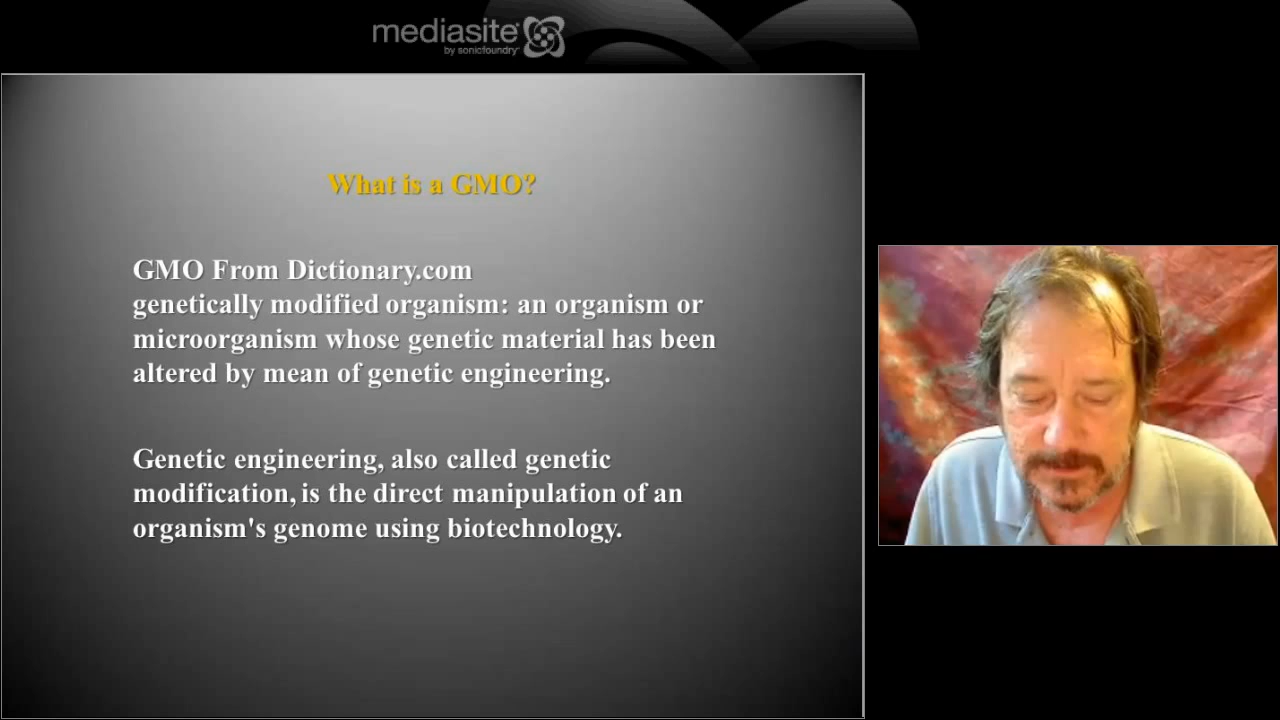 mediasite
by sonicfoundry
What is a GMO?
GMO From Dictionary.com
genetically modified organism: an organism or
microorganism whose genetic material has been
altered by mean of genetic engineering.
Genetic engineering, also called genetic
modification, is the direct manipulation of an
organism's genome using biotechnology.